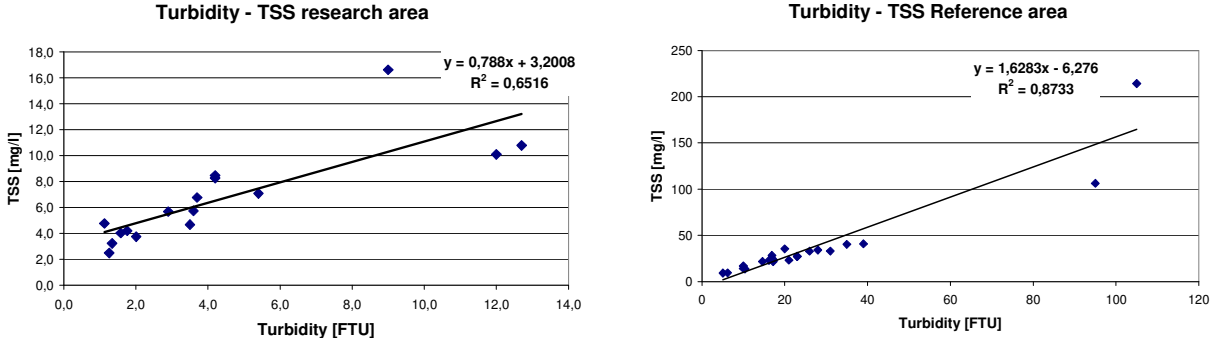 Turbidity - TSS research area
y = 0,788x + 3,2008
R² = 0,6516
TSS [mg/l]
18,0
16,0
14,0
12,0
10,0
8,0
6,0
4,0
2,0
0,0
0,0 2,0 4,0 6,0 8,0 10,0 12,0 14,0
Turbidity [FTU]
Turbidity - TSS Reference area
y = 1,6283x - 6,276
R² = 0,8733
TSS [mg/l]
250
200
150
100
50
0
0 20 40 60 80 100 120
Turbidity [FTU]